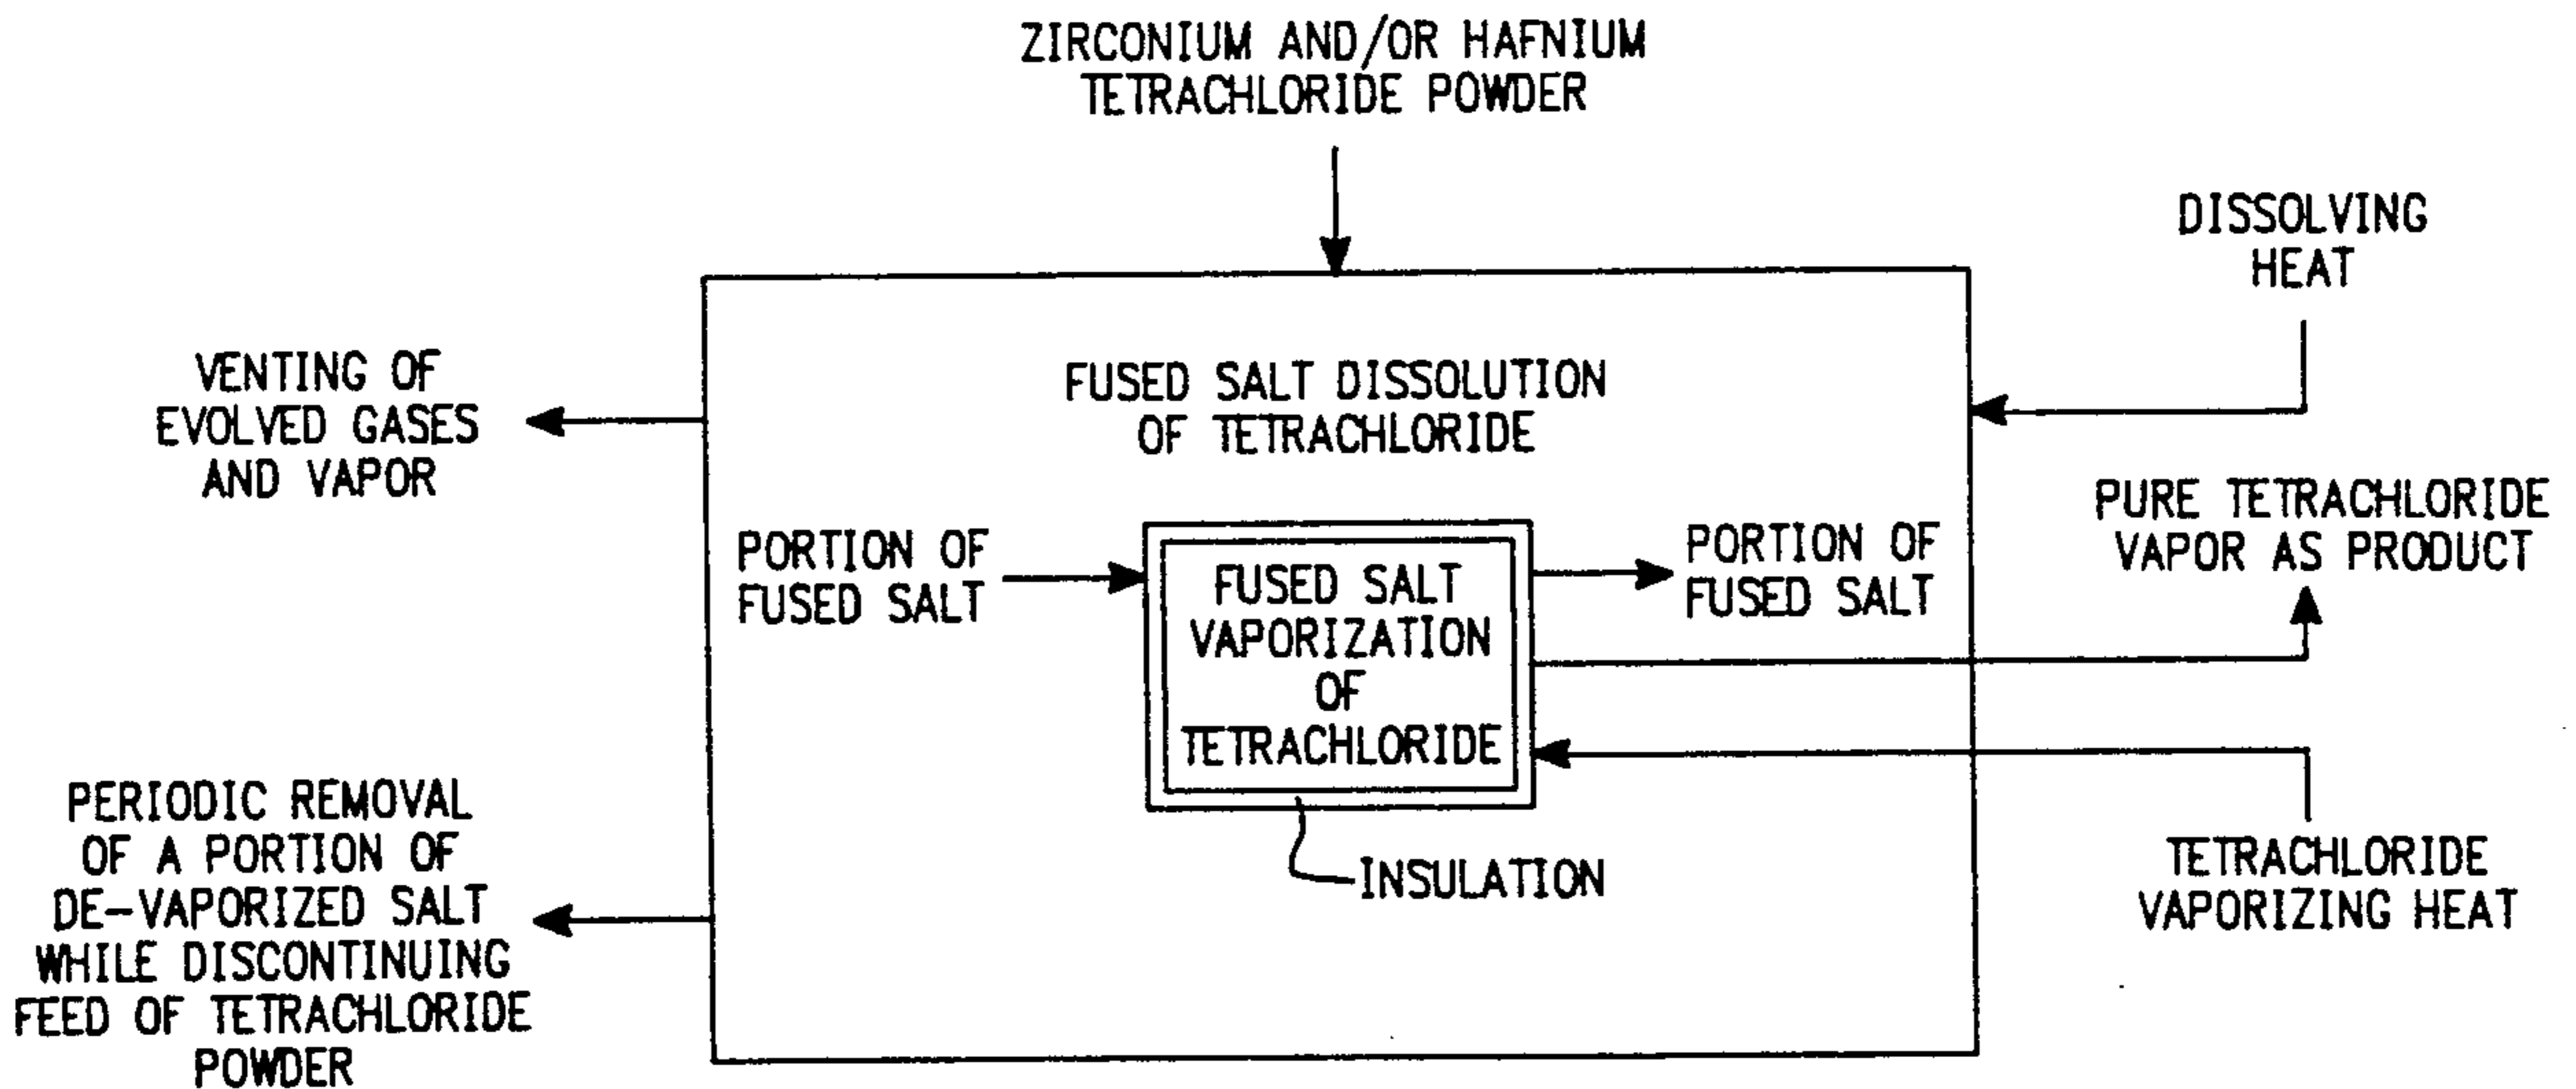 ZIRCONIUM AND/OR HAFNIUM
TETRACHLORIDE POWDER
DISSOLVING
HEAT
VENTING OF
EVOLVED GASES
AND VAPOR
FUSED SALT DISSOLUTION
OF TETRACHLORIDE
PORTION OF
FUSED SALT
FUSED SALT
VAPORIZATION
OF
TETRACHLORIDE
PORTION OF
FUSED SALT
PURE TETRACHLORIDE
VAPOR AS PRODUCT
INSULATION
TETRACHLORIDE
VAPORIZING HEAT
PERIODIC REMOVAL
OF A PORTION OF
DE-VAPORIZED SALT
WHILE DISCONTINUING
FEED OF TETRACHLORIDE
POWDER